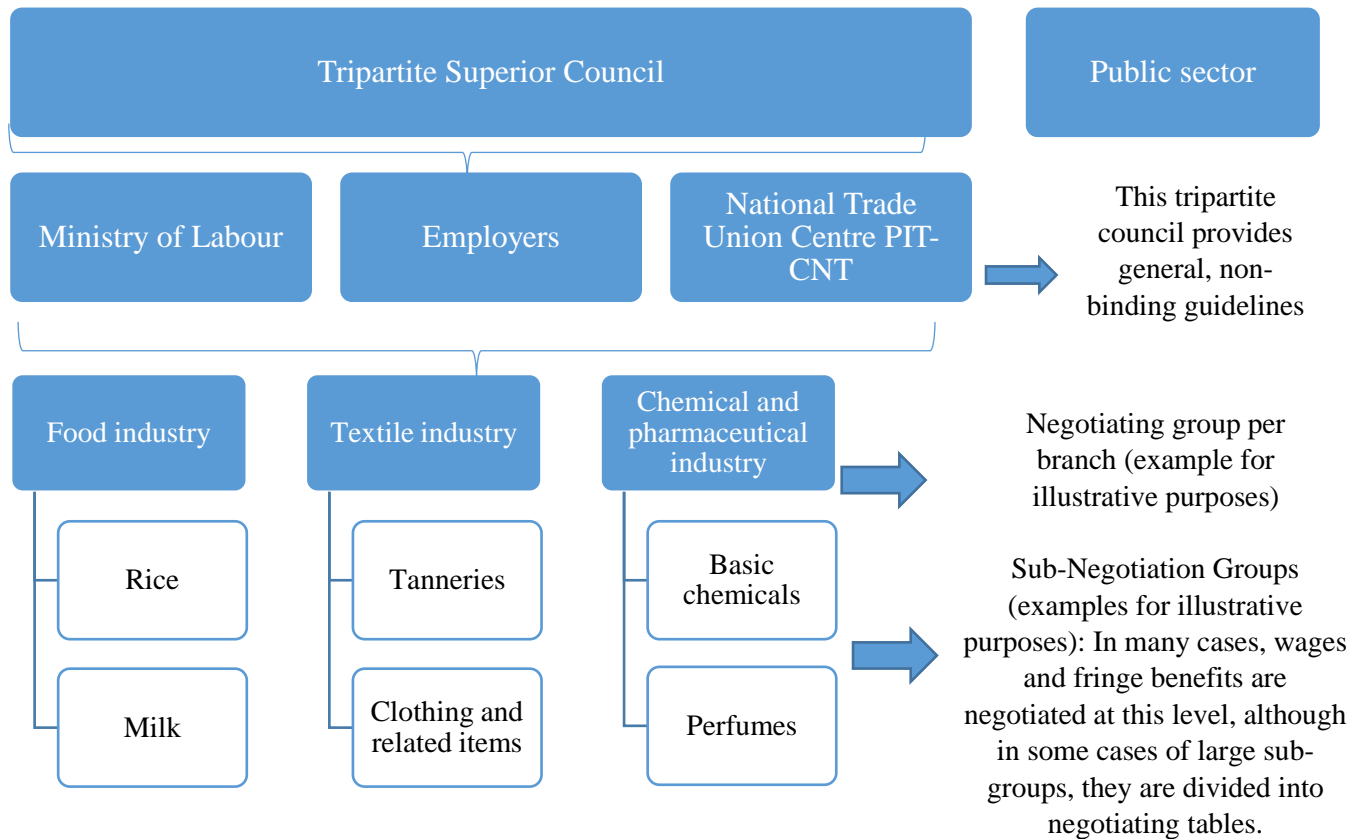 Tripartite Superior Council
Public sector
Ministry of Labour
Employers
National Trade
Union Centre PIT-
CNT
This tripartite
council provides
general, non-
binding guidelines
Food industry
Textile industry
Chemical and
pharmaceutical
industry
Negotiating group per
branch (example for
illustrative purposes)
Rice
Milk
Tanneries
Clothing and
related items
Basic
chemicals
Perfumes
Sub-Negotiation Groups
(examples for illustrative
purposes): In many cases, wages
and fringe benefits are
negotiated at this level, although
in some cases of large sub-
groups, they are divided into
negotiating tables.